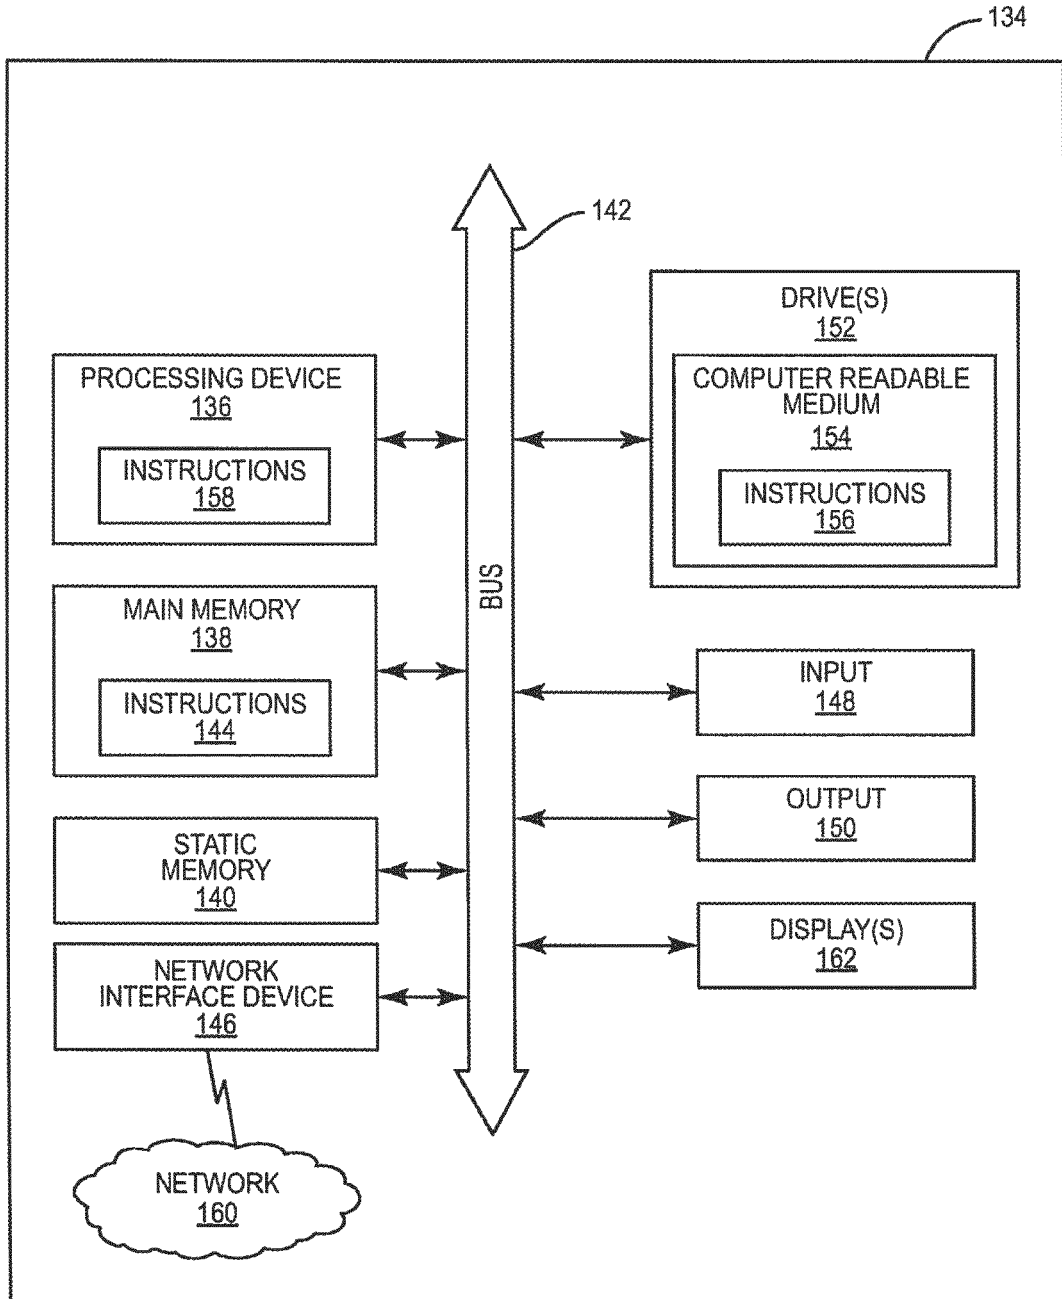 134
142
DRIVE(S)
152
COMPUTER READABLE
MEDIUM
154
INSTRUCTIONS
156
PROCESSING DEVICE
136
INSTRUCTIONS
158
BUS
MAIN MEMORY
138
INSTRUCTIONS
144
INPUT
148
OUTPUT
150
STATIC
MEMORY
140
DISPLAY(S)
162
NETWORK
INTERFACE DEVICE
146
NETWORK
160